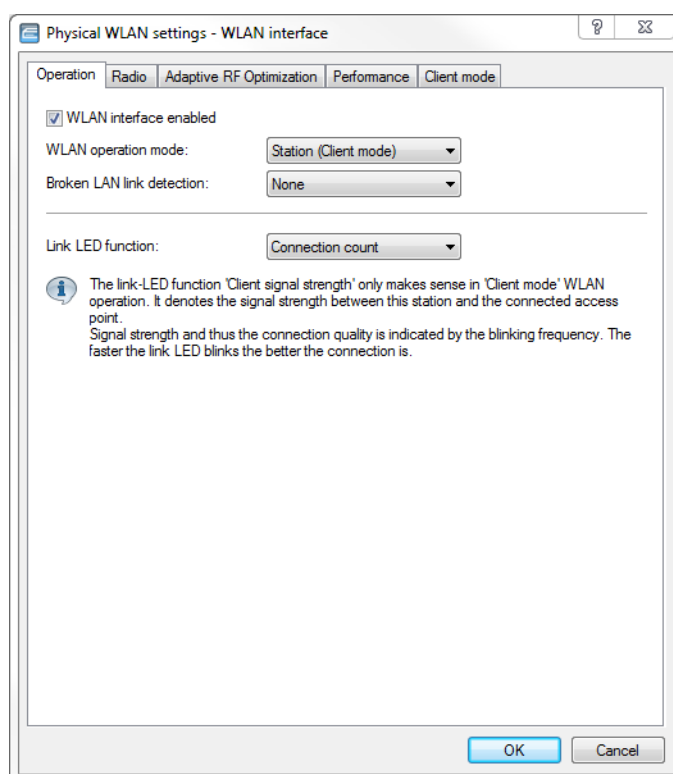 Physical WLAN settings - WLAN interface
Operation Radio Adaptive RF Optimization Performance Client mode
WLAN interface enabled
WLAN operation mode: Station (Client mode)
Broken LAN link detection: None
Link LED function: Connection count
The link-LED function 'Client signal strength' only makes sense in 'Client mode' WLAN
operation. It denotes the signal strength between this station and the connected access
point.
Signal strength and thus the connection quality is indicated by the blinking frequency. The
faster the link LED blinks the better the connection is.
OK Cancel